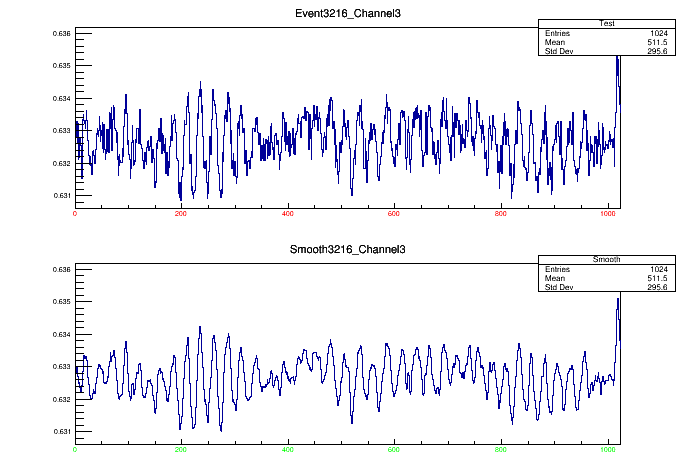 Event3216_Channel3
Test
Entries 1024
Mean 511.5
Std Dev 295.6
0.636
0.635
0.634
0.633
0.632
0.631
0 200 400 600 800 1000
Smooth3216_Channel3
Smooth
Entries 1024
Mean 511.5
Std Dev 295.6
0.636
0.635
0.634
0.633
0.632
0.631
0 200 400 600 800 1000